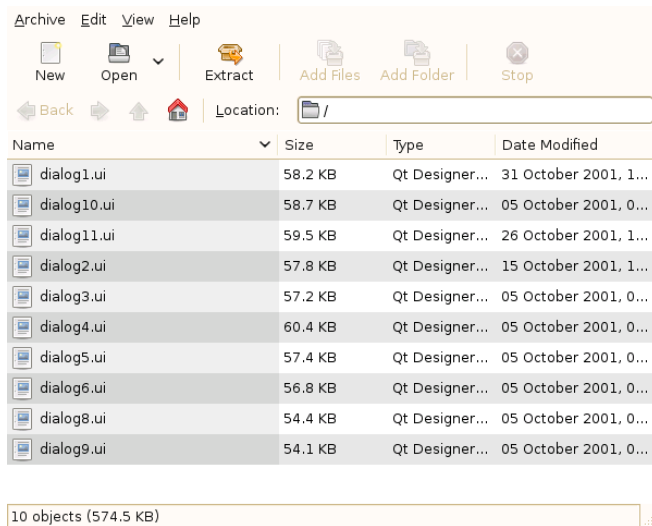 Archive Edit View Help
New Open Extract Add Files Add Folder Stop
Back Location: /
Name Size Type Date Modified
dialog1.ui 58.2 KB Qt Designer... 31 October 2001, 1...
dialog10.ui 58.7 KB Qt Designer... 05 October 2001, 0...
dialog11.ui 59.5 KB Qt Designer... 26 October 2001, 1...
dialog2.ui 57.8 KB Qt Designer... 15 October 2001, 1...
dialog3.ui 57.2 KB Qt Designer... 05 October 2001, 0...
dialog4.ui 60.4 KB Qt Designer... 05 October 2001, 0...
dialog5.ui 57.4 KB Qt Designer... 05 October 2001, 0...
dialog6.ui 56.8 KB Qt Designer... 05 October 2001, 0...
dialog8.ui 54.4 KB Qt Designer... 05 October 2001, 0...
dialog9.ui 54.1 KB Qt Designer... 05 October 2001, 0...
10 objects (574.5 KB)